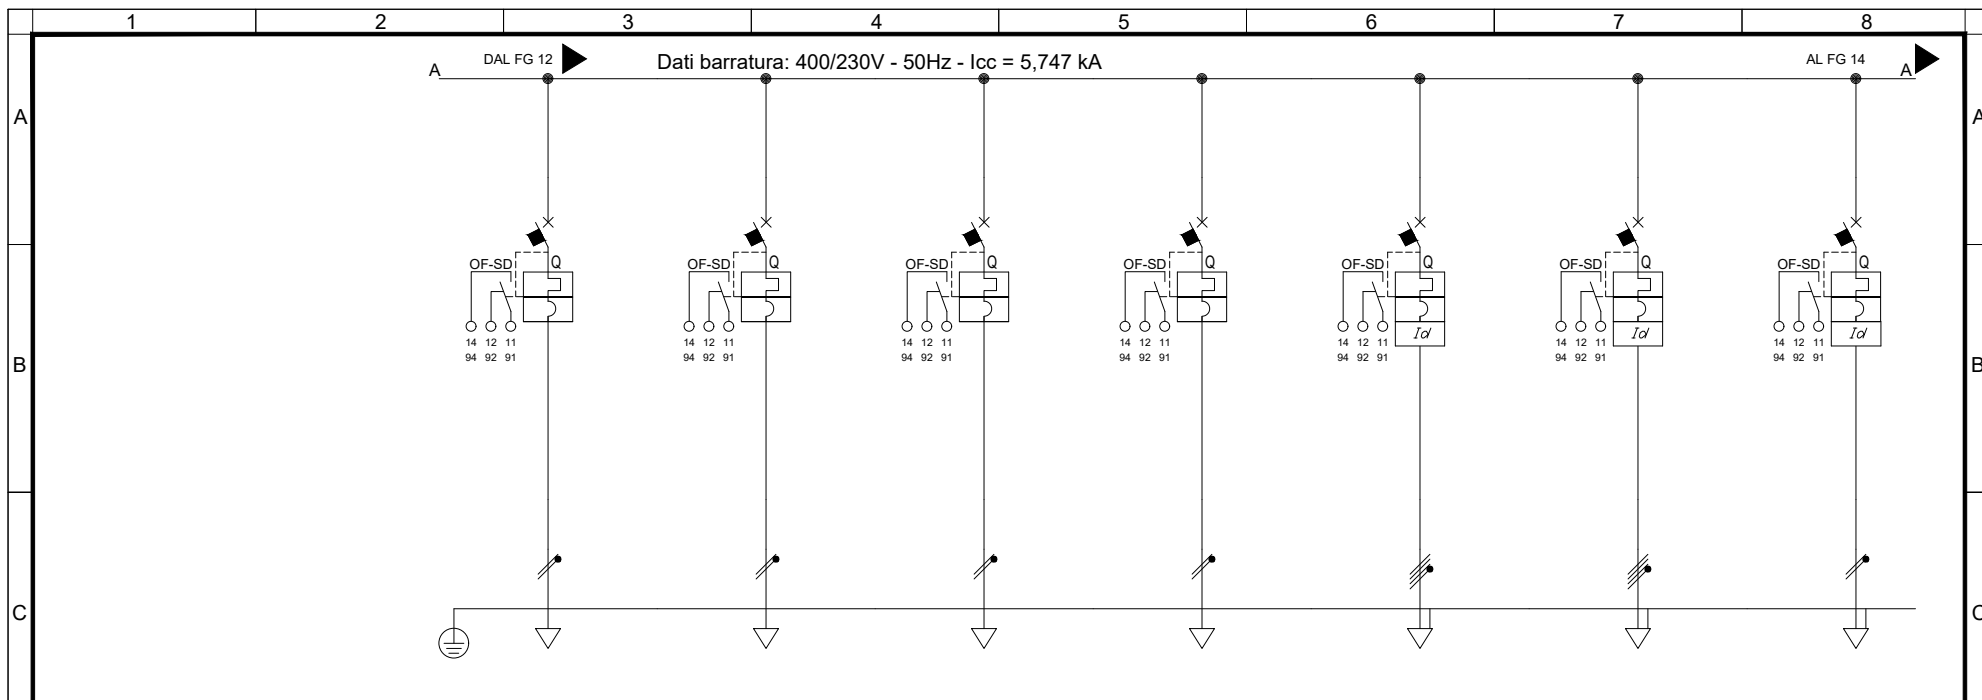 1 2 3 4 5 6 7 8
DAL FG 12 Dati barratura: 400/230V - 50Hz - Icc = 5,747 kA AL FG 14
A A
A A
OF-SD Q OF-SD Q OF-SD Q OF-SD Q OF-SD Q OF-SD Q OF-SD Q
Id Id Id
14 12 11 14 12 11 14 12 11 14 12 11 14 12 11 14 12 11 14 12 11
94 92 91 94 92 91 94 92 91 94 92 91 94 92 91 94 92 91 94 92 91
B B
C C